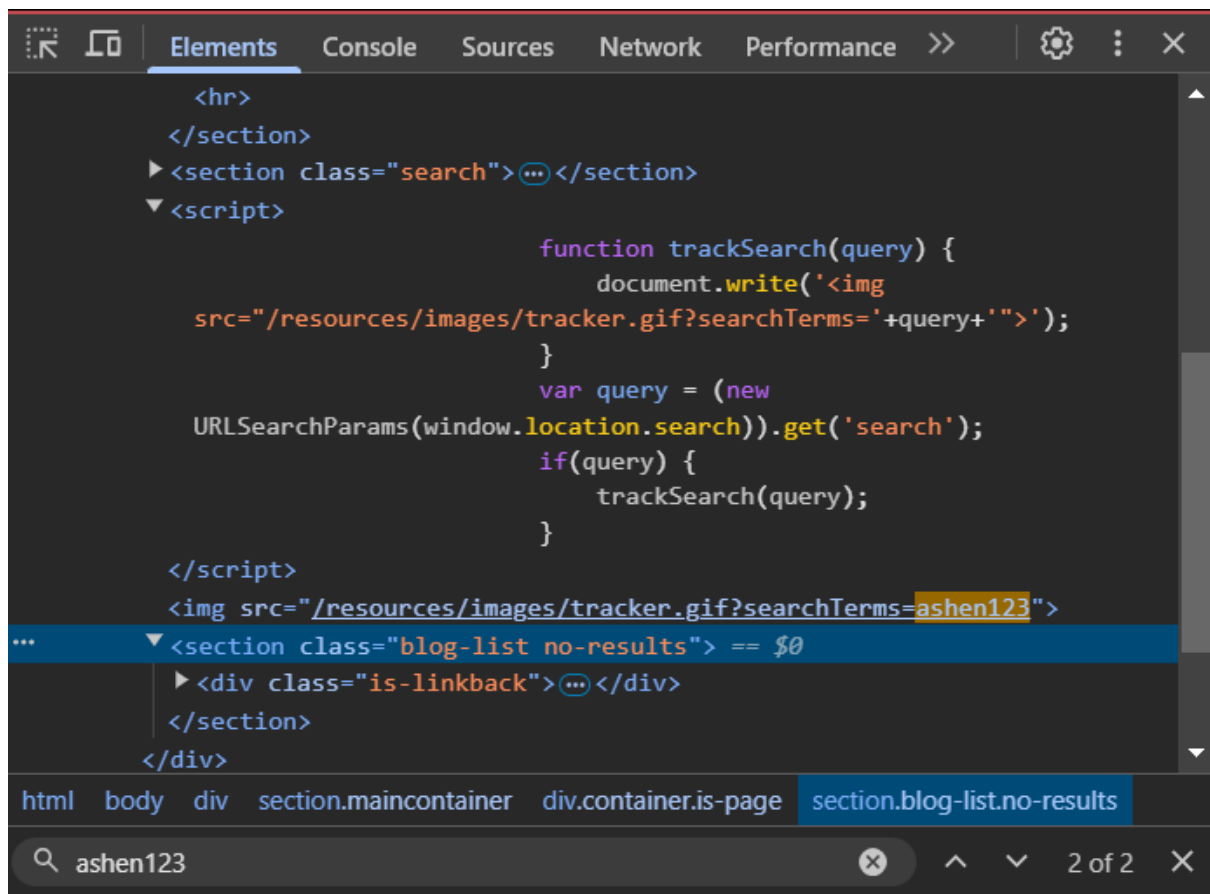 Elements Console Sources Network Performance
<hr>
</section>
<section class="search"></section>
<script>
function trackSearch(query) {
document.write('<img
src="/resources/images/tracker.gif?searchTerms='+query+'">');
}
var query = (new
URLSearchParams(window.location.search)).get('search');
if(query) {
trackSearch(query);
}
</script>
<img src="/resources/images/tracker.gif?searchTerms=ashen123">
<section class="blog-list no-results"> == $0
<div class="is-linkback"></div>
</section>
</div>
html body div section.maincontainer div.container.is-page section.blog-list.no-results
ashen123 2 of 2